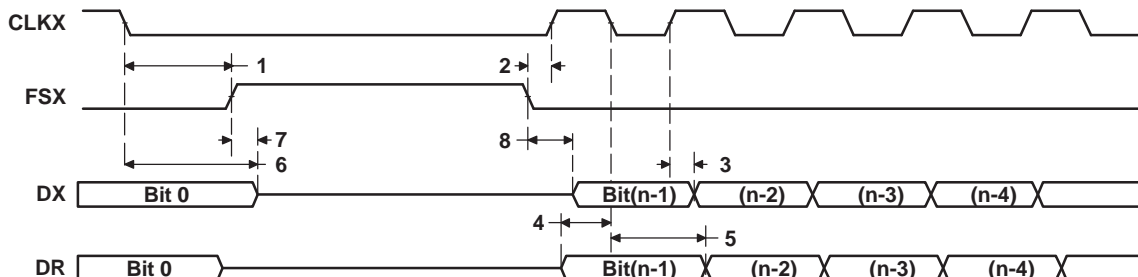 CLKX
1
2
FSX
7
8
6
3
DX
Bit 0
Bit(n-1)
(n-2)
(n-3)
(n-4)
4
5
DR
Bit 0
Bit(n-1)
(n-2)
(n-3)
(n-4)